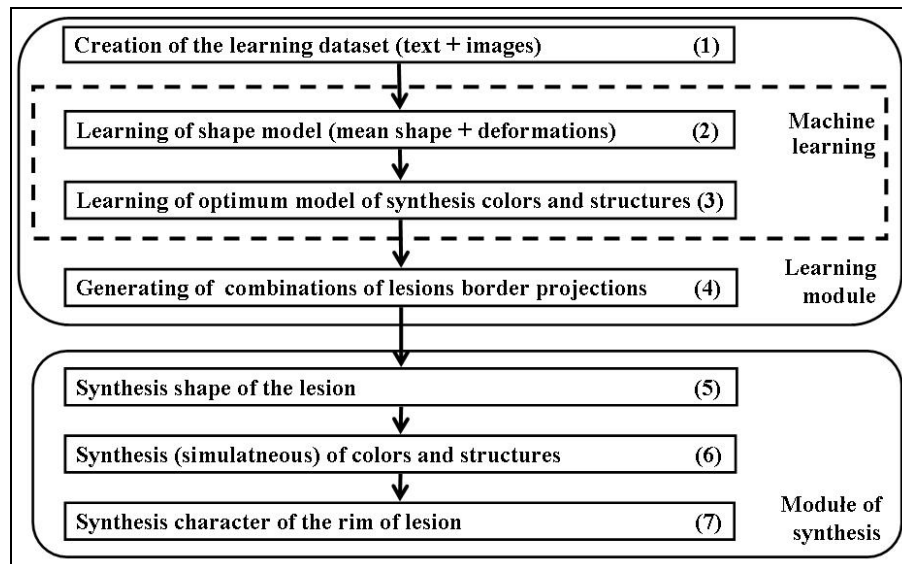 Creation of the learning dataset (text + images) (1)
Learning of shape model (mean shape + deformations) (2)
Machine
learning
Learning of optimum model of synthesis colors and structures (3)
Generating of combinations of lesions border projections (4)
Learning
module
Synthesis shape of the lesion (5)
Synthesis (simulatneous) of colors and structures (6)
Synthesis character of the rim of lesion (7)
Module of
synthesis